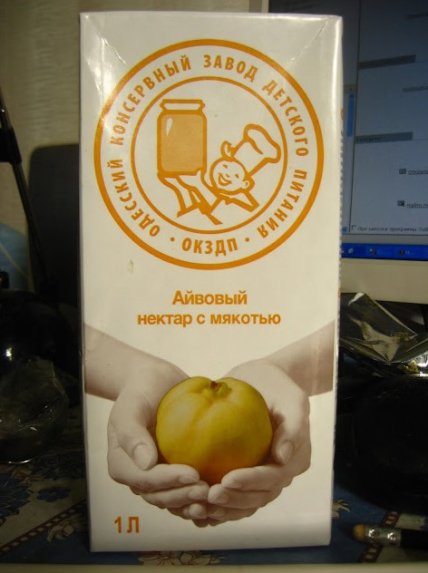 ОДЕССКИЙ КОНСЕРВНЫЙ ЗАВОД ДЕТСКОГО ПИТАНИЯ
• ОКЗДП •
Айвовый
нектар с мякотью
1Л